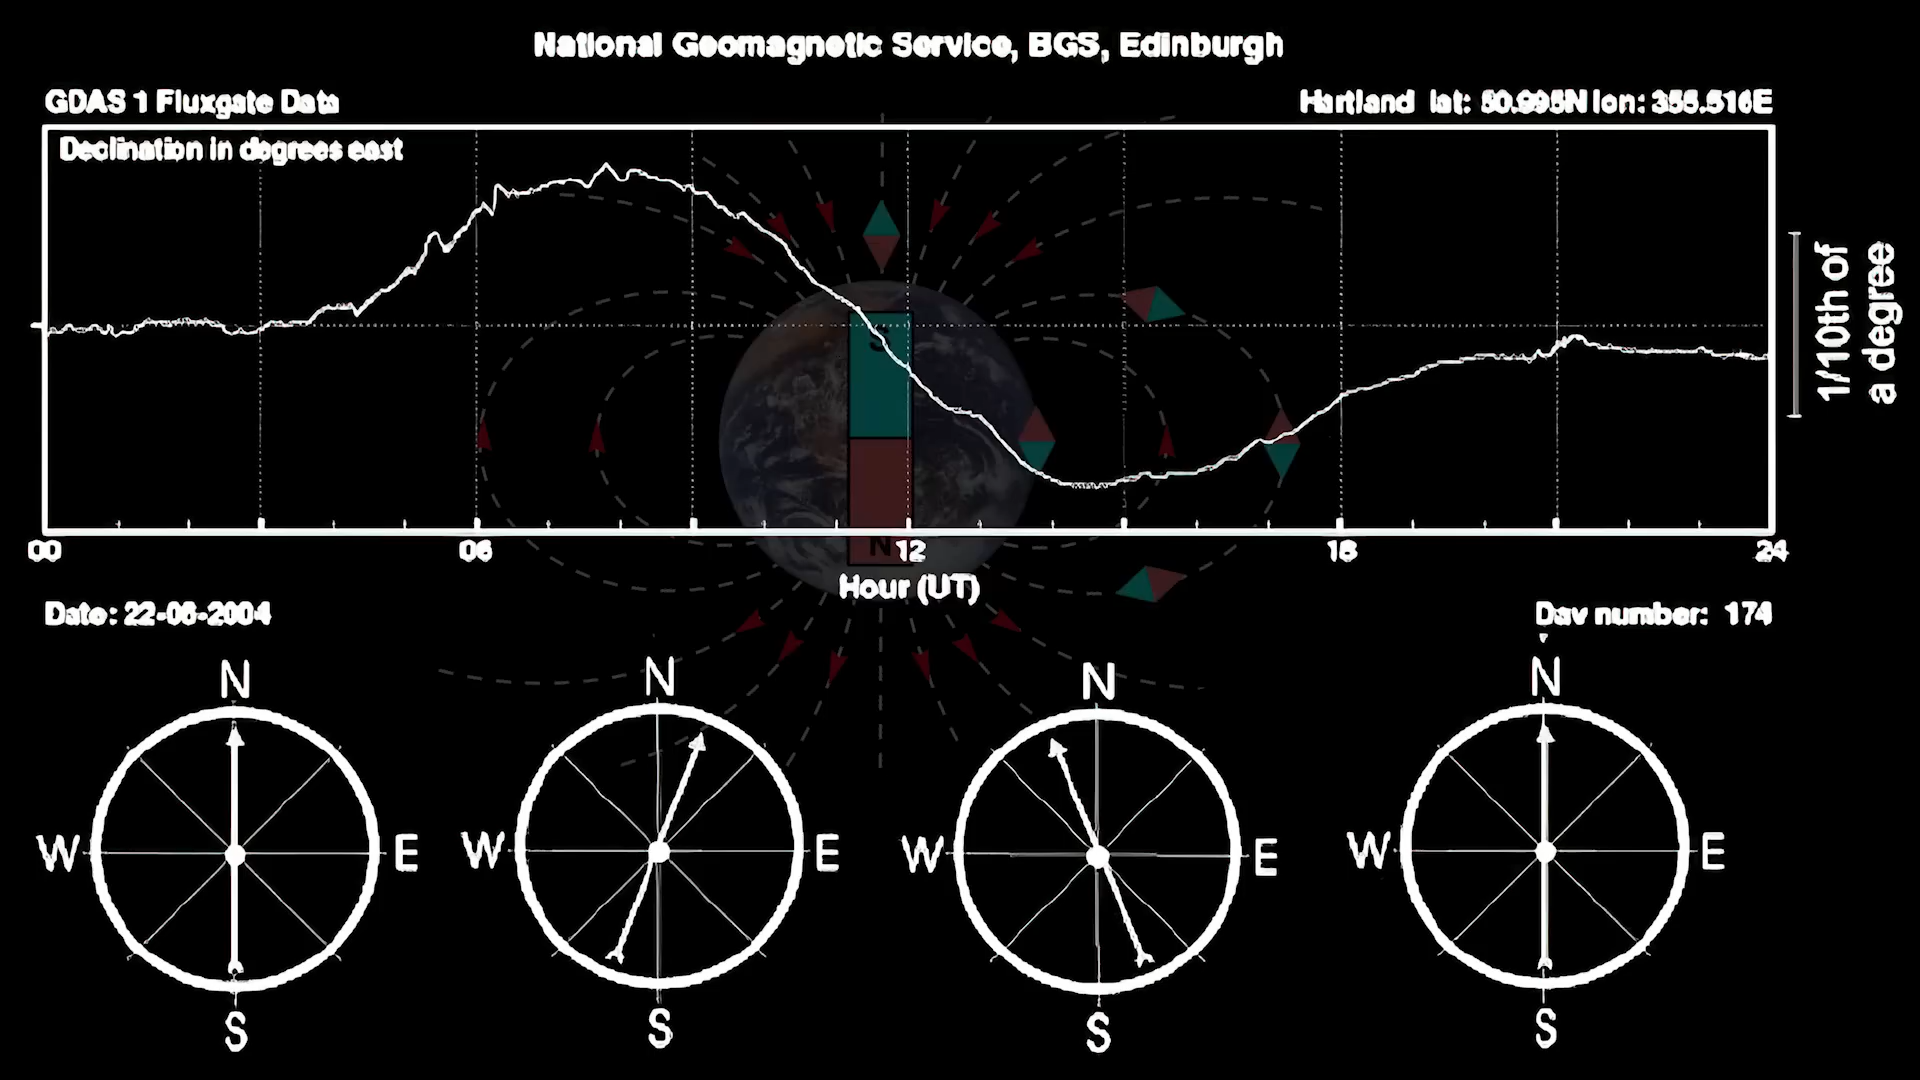 National Geomagnetic Service, BGS, Edinburgh
GDAS 1 Fluxgate Data
Hartland lat: 50.995N lon: 355.516E
Declination in degrees east
1/10th of
a degree
S
N
00 06 12 18 24
Hour (UT)
Date: 22-06-2004
Day number: 174
N N N N
W E W E W E W E
S S S S